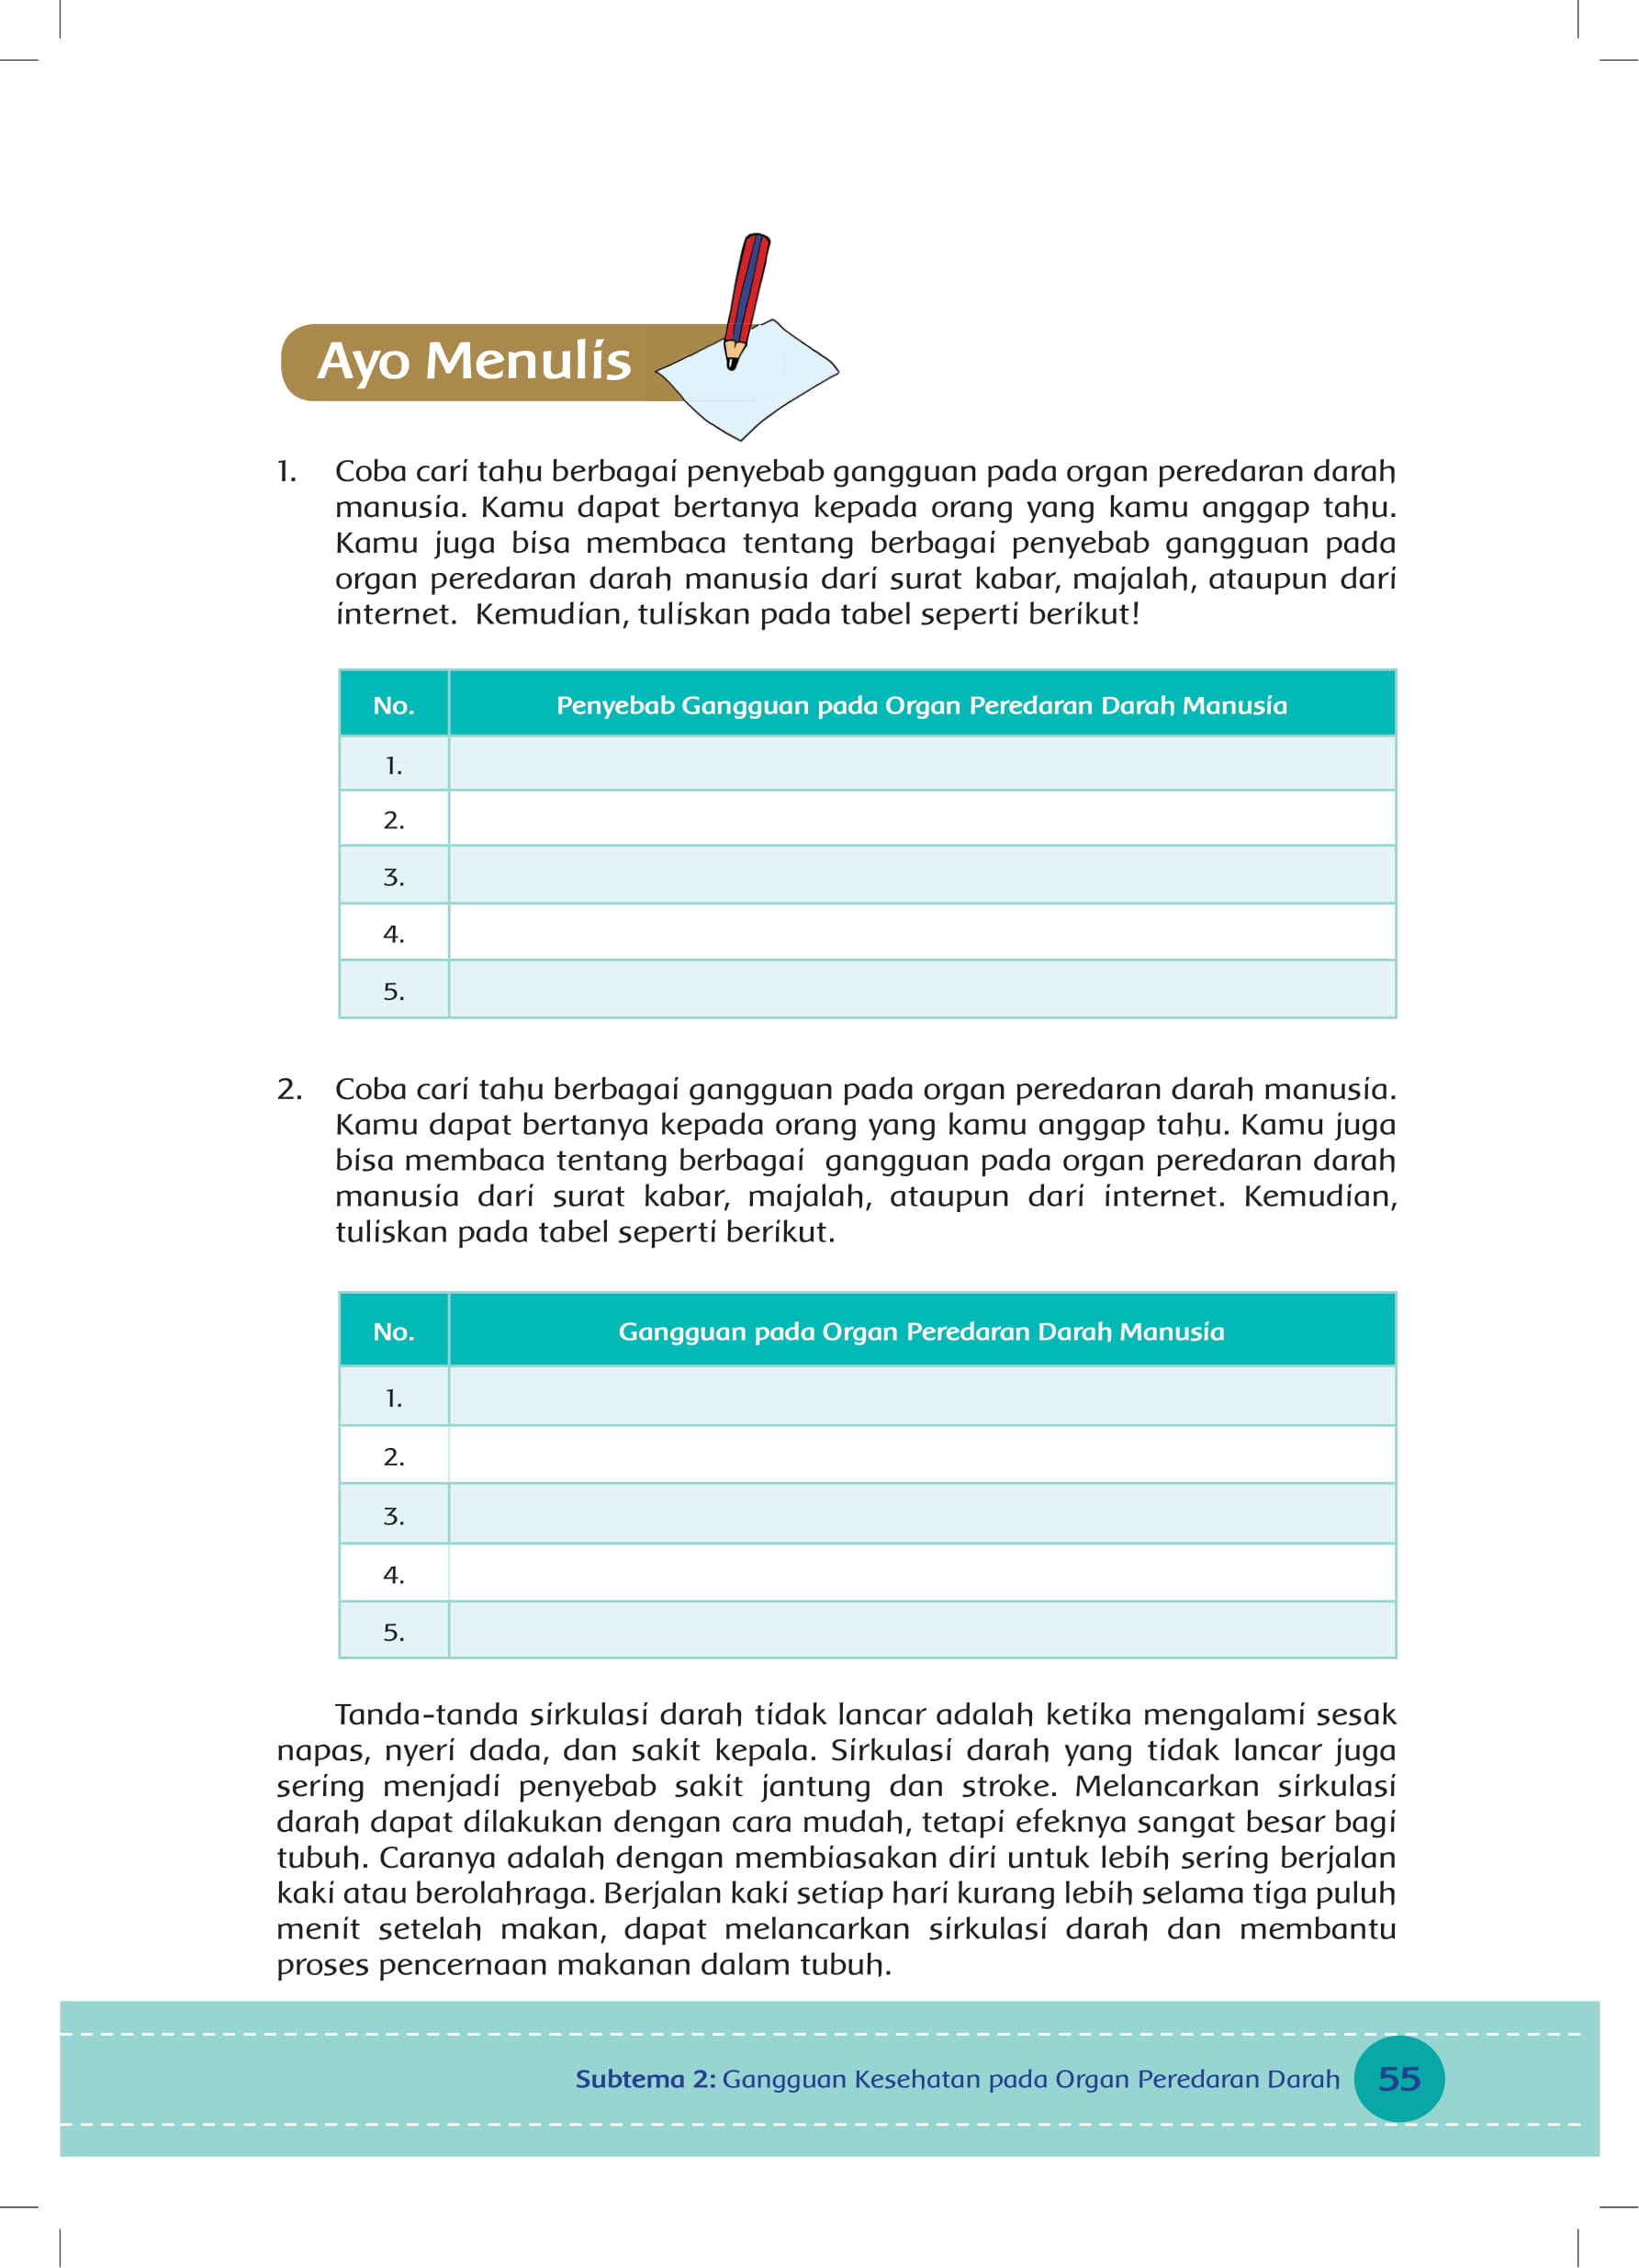 Ayo Menulis
1. Coba cari tahu berbagai penyebab gangguan pada organ peredaran darah
manusia. Kamu dapat bertanya kepada orang yang kamu anggap tahu.
Kamu juga bisa membaca tentang berbagai penyebab gangguan pada
organ peredaran darah manusia dari surat kabar, majalah, ataupun dari
internet. Kemudian, tuliskan pada tabel seperti berikut!
No. Penyebab Gangguan pada Organ Peredaran Darah Manusia
1.
2.
3.
4.
5.
2. Coba cari tahu berbagai gangguan pada organ peredaran darah manusia.
Kamu dapat bertanya kepada orang yang kamu anggap tahu. Kamu juga
bisa membaca tentang berbagai gangguan pada organ peredaran darah
manusia dari surat kabar, majalah, ataupun dari internet. Kemudian,
tuliskan pada tabel seperti berikut.
No. Gangguan pada Organ Peredaran Darah Manusia
1.
2.
3.
4.
5.
Tanda-tanda sirkulasi darah tidak lancar adalah ketika mengalami sesak
napas, nyeri dada, dan sakit kepala. Sirkulasi darah yang tidak lancar juga
sering menjadi penyebab sakit jantung dan stroke. Melancarkan sirkulasi
darah dapat dilakukan dengan cara mudah, tetapi efeknya sangat besar bagi
tubuh. Caranya adalah dengan membiasakan diri untuk lebih sering berjalan
kaki atau berolahraga. Berjalan kaki setiap hari kurang lebih selama tiga puluh
menit setelah makan, dapat melancarkan sirkulasi darah dan membantu
proses pencernaan makanan dalam tubuh.
Subtema 2: Gangguan Kesehatan pada Organ Peredaran Darah 55